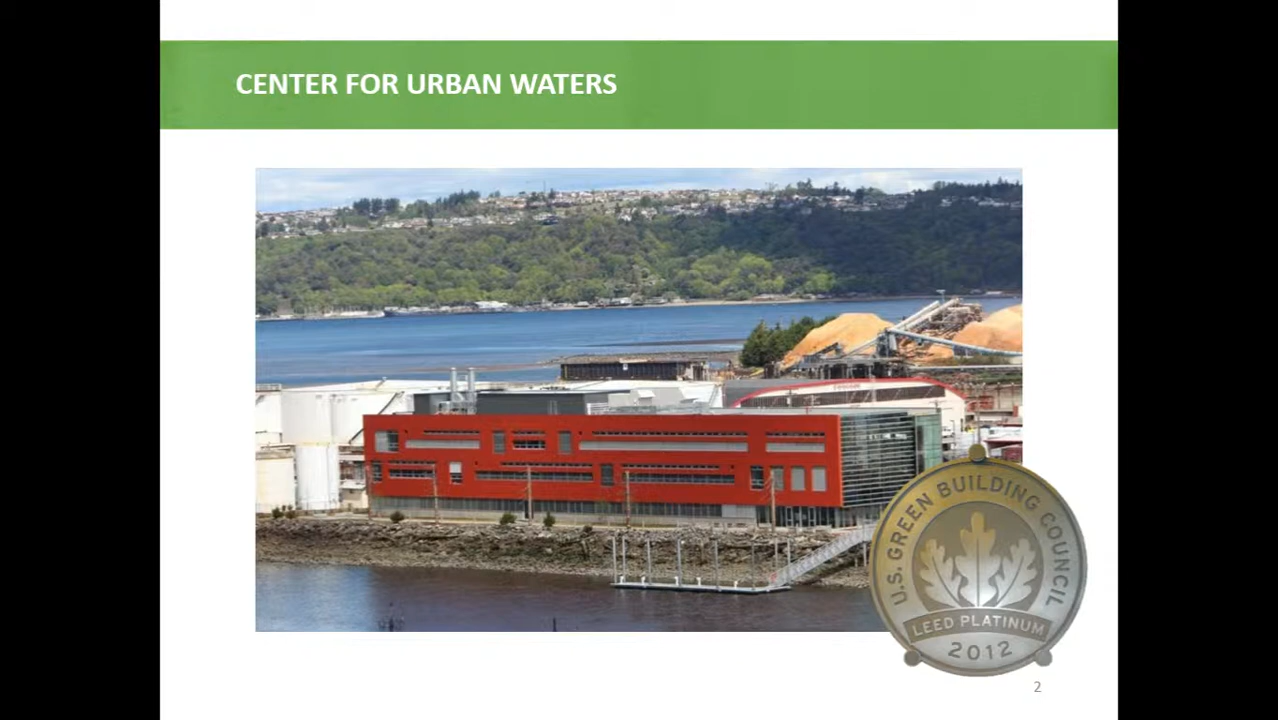 CENTER FOR URBAN WATERS
U.S. GREEN BUILDING COUNCIL
LEED PLATINUM
2012
2